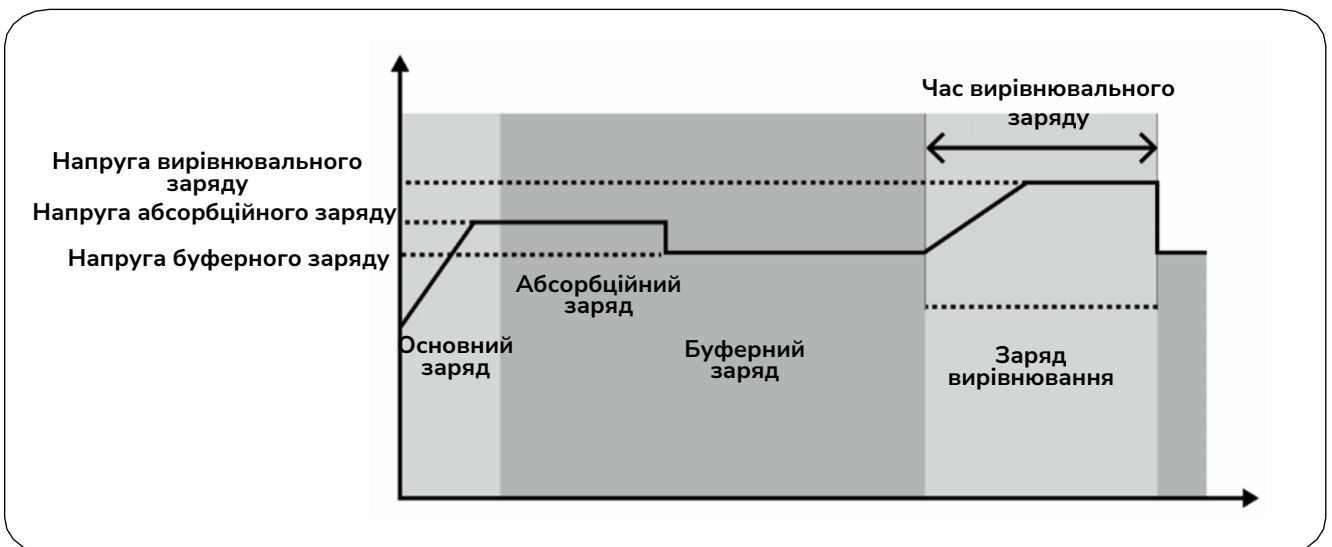 Час вирівнювального
заряду
Напруга вирівнювального
заряду
Напруга абсорбційного заряду
Напруга буферного заряду
Абсорбційний
заряд
Основний
заряд
Буферний
заряд
Заряд
вирівнювання